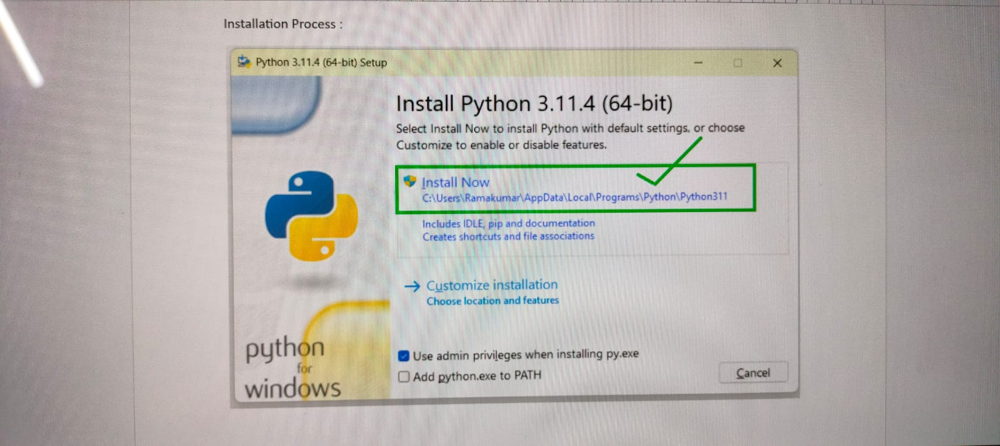 Installation Process :
Python 3.11.4 (64-bit) Setup
Install Python 3.11.4 (64-bit)
Select Install Now to install Python with default settings, or choose
Customize to enable or disable features.
Install Now
C:\Users\Ramakumar\AppData\Local\Programs\Python\Python311
Includes IDLE, pip and documentation
Creates shortcuts and file associations
Customize installation
Choose location and features
python
for
windows
Use admin privileges when installing py.exe
Add python.exe to PATH
Cancel